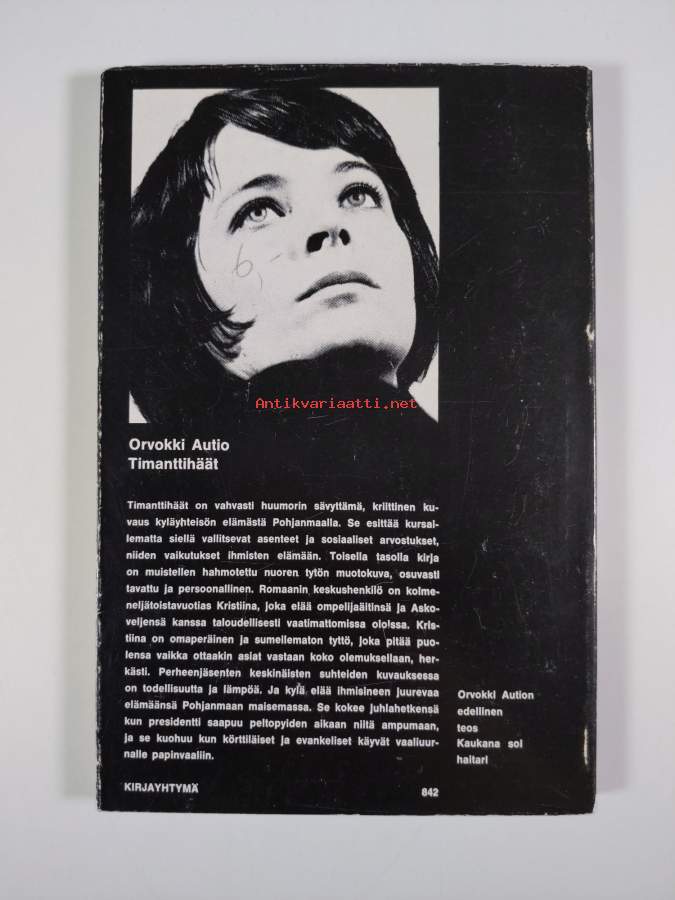 6,-
Antikvariaatti.net
Orvokki Autio
Timanttihäät
Timanttihäät on vahvasti huumorin sävyttämä, kriittinen ku-
vaus kyläyhteisön elämästä Pohjanmaalla. Se esittää kursai-
lematta siellä vallitsevat asenteet ja sosiaaliset arvostukset,
niiden vaikutukset ihmisten elämään. Toisella tasolla kirja
on muistellen hahmotettu nuoren tytön muotokuva, osuvasti
tavattu ja persoonallinen. Romaanin keskushenkilö on kolme-
neljätoistavuotias Kristiina, joka elää ompelijaäitinsä ja Asko-
veljensä kanssa taloudellisesti vaatimattomissa oloissa. Kris-
tiina on omaperäinen ja sumeilematon tyttö, joka pitää puo-
lensa vaikka ottaakin asiat vastaan koko olemuksellaan, her-
kästi. Perheenjäsenten keskinäisten suhteiden kuvauksessa
on todellisuutta ja lämpöä. Ja kylä elää ihmisineen juurevaa
elämäänsä Pohjanmaan maisemassa. Se kokee juhlahetkensä
kun presidentti saapuu peltopyiden aikaan niitä ampumaan,
ja se kuohuu kun körttiläiset ja evankeliset käyvät vaaliuur-
nalle papinvaaliin.
Orvokki Aution
edellinen
teos
Kaukana soi
haitari
KIRJAYHTYMÄ
842